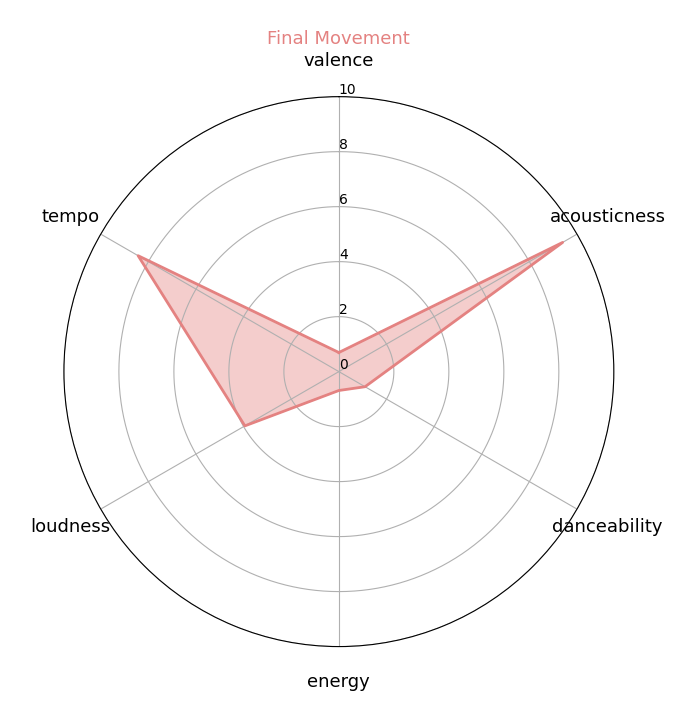 Final Movement
valence
10
8
6
4
2
0
tempo
acousticness
loudness
danceability
energy